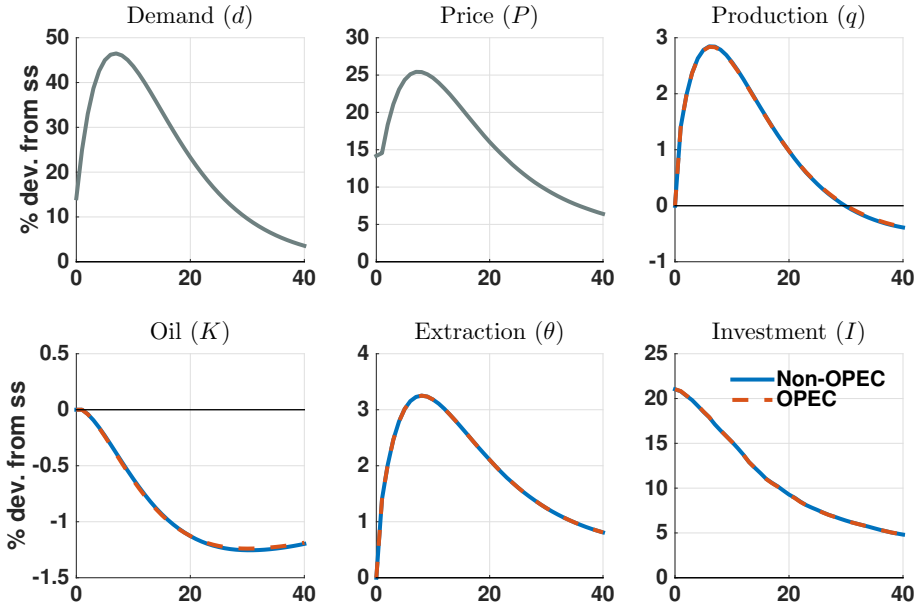 Demand (d)
% dev. from ss
50
40
30
20
10
0
0 20 40
Price (P)
30
25
20
15
10
5
0
0 20 40
Production (q)
3
2
1
0
-1
0 20 40
Oil (K)
% dev. from ss
0.5
0
-0.5
-1
-1.5
0 20 40
Extraction (θ)
4
3
2
1
0
0 20 40
Investment (I)
25
20
15
10
5
0
0 20 40
Non-OPEC
OPEC